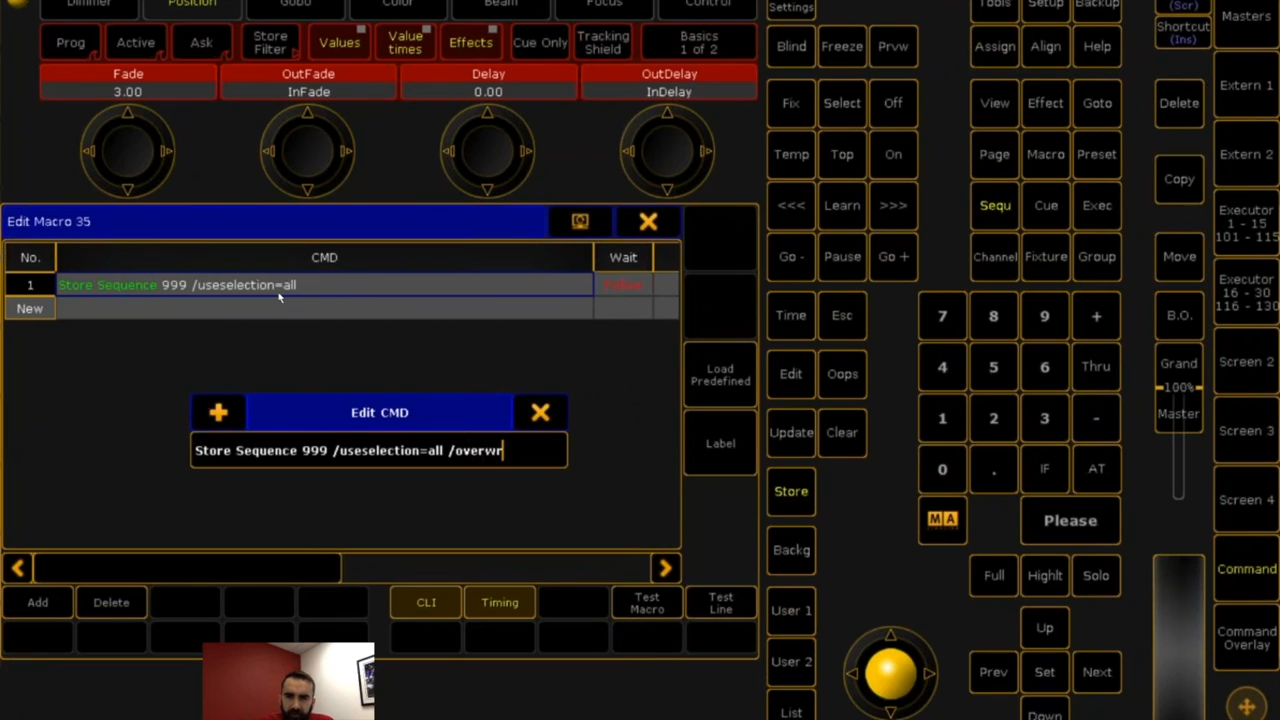 Dimmer Position Gobo Color Beam Focus Control
Settings Tools Setup Backup (Scr) Masters
Prog Active Ask Store Filter Values Value times Effects Cue Only Tracking Shield Basics 1 of 2
Blind Freeze Prvw Assign Align Help Shortcut (Ins)
Fade OutFade Delay OutDelay
3.00 InFade 0.00 InDelay
Extern 1
Fix Select Off View Effect Goto Delete
Temp Top On Page Macro Preset Extern 2
Copy
<<< Learn >>> Sequ Cue Exec
Executor 1 - 15 101 - 115
Go - Pause Go + Channel Fixture Group Move
Executor 16 - 30 116 - 130
Edit Macro 35
No. CMD Wait
1 Store Sequence 999 /useselection=all Follow
New
Time Esc 7 8 9 + B.O.
Load Predefined
Edit Oops 4 5 6 Thru Grand 100% Master Screen 2
Edit CMD
Store Sequence 999 /useselection=all /overwr
Label
Update Clear 1 2 3 - Screen 3
Store 0 . IF AT Screen 4
MA Please
Backg
Full Highlt Solo Command
Add Delete CLI Timing Test Macro Test Line
User 1 Up Command Overlay
User 2 Prev Set Next
List Down